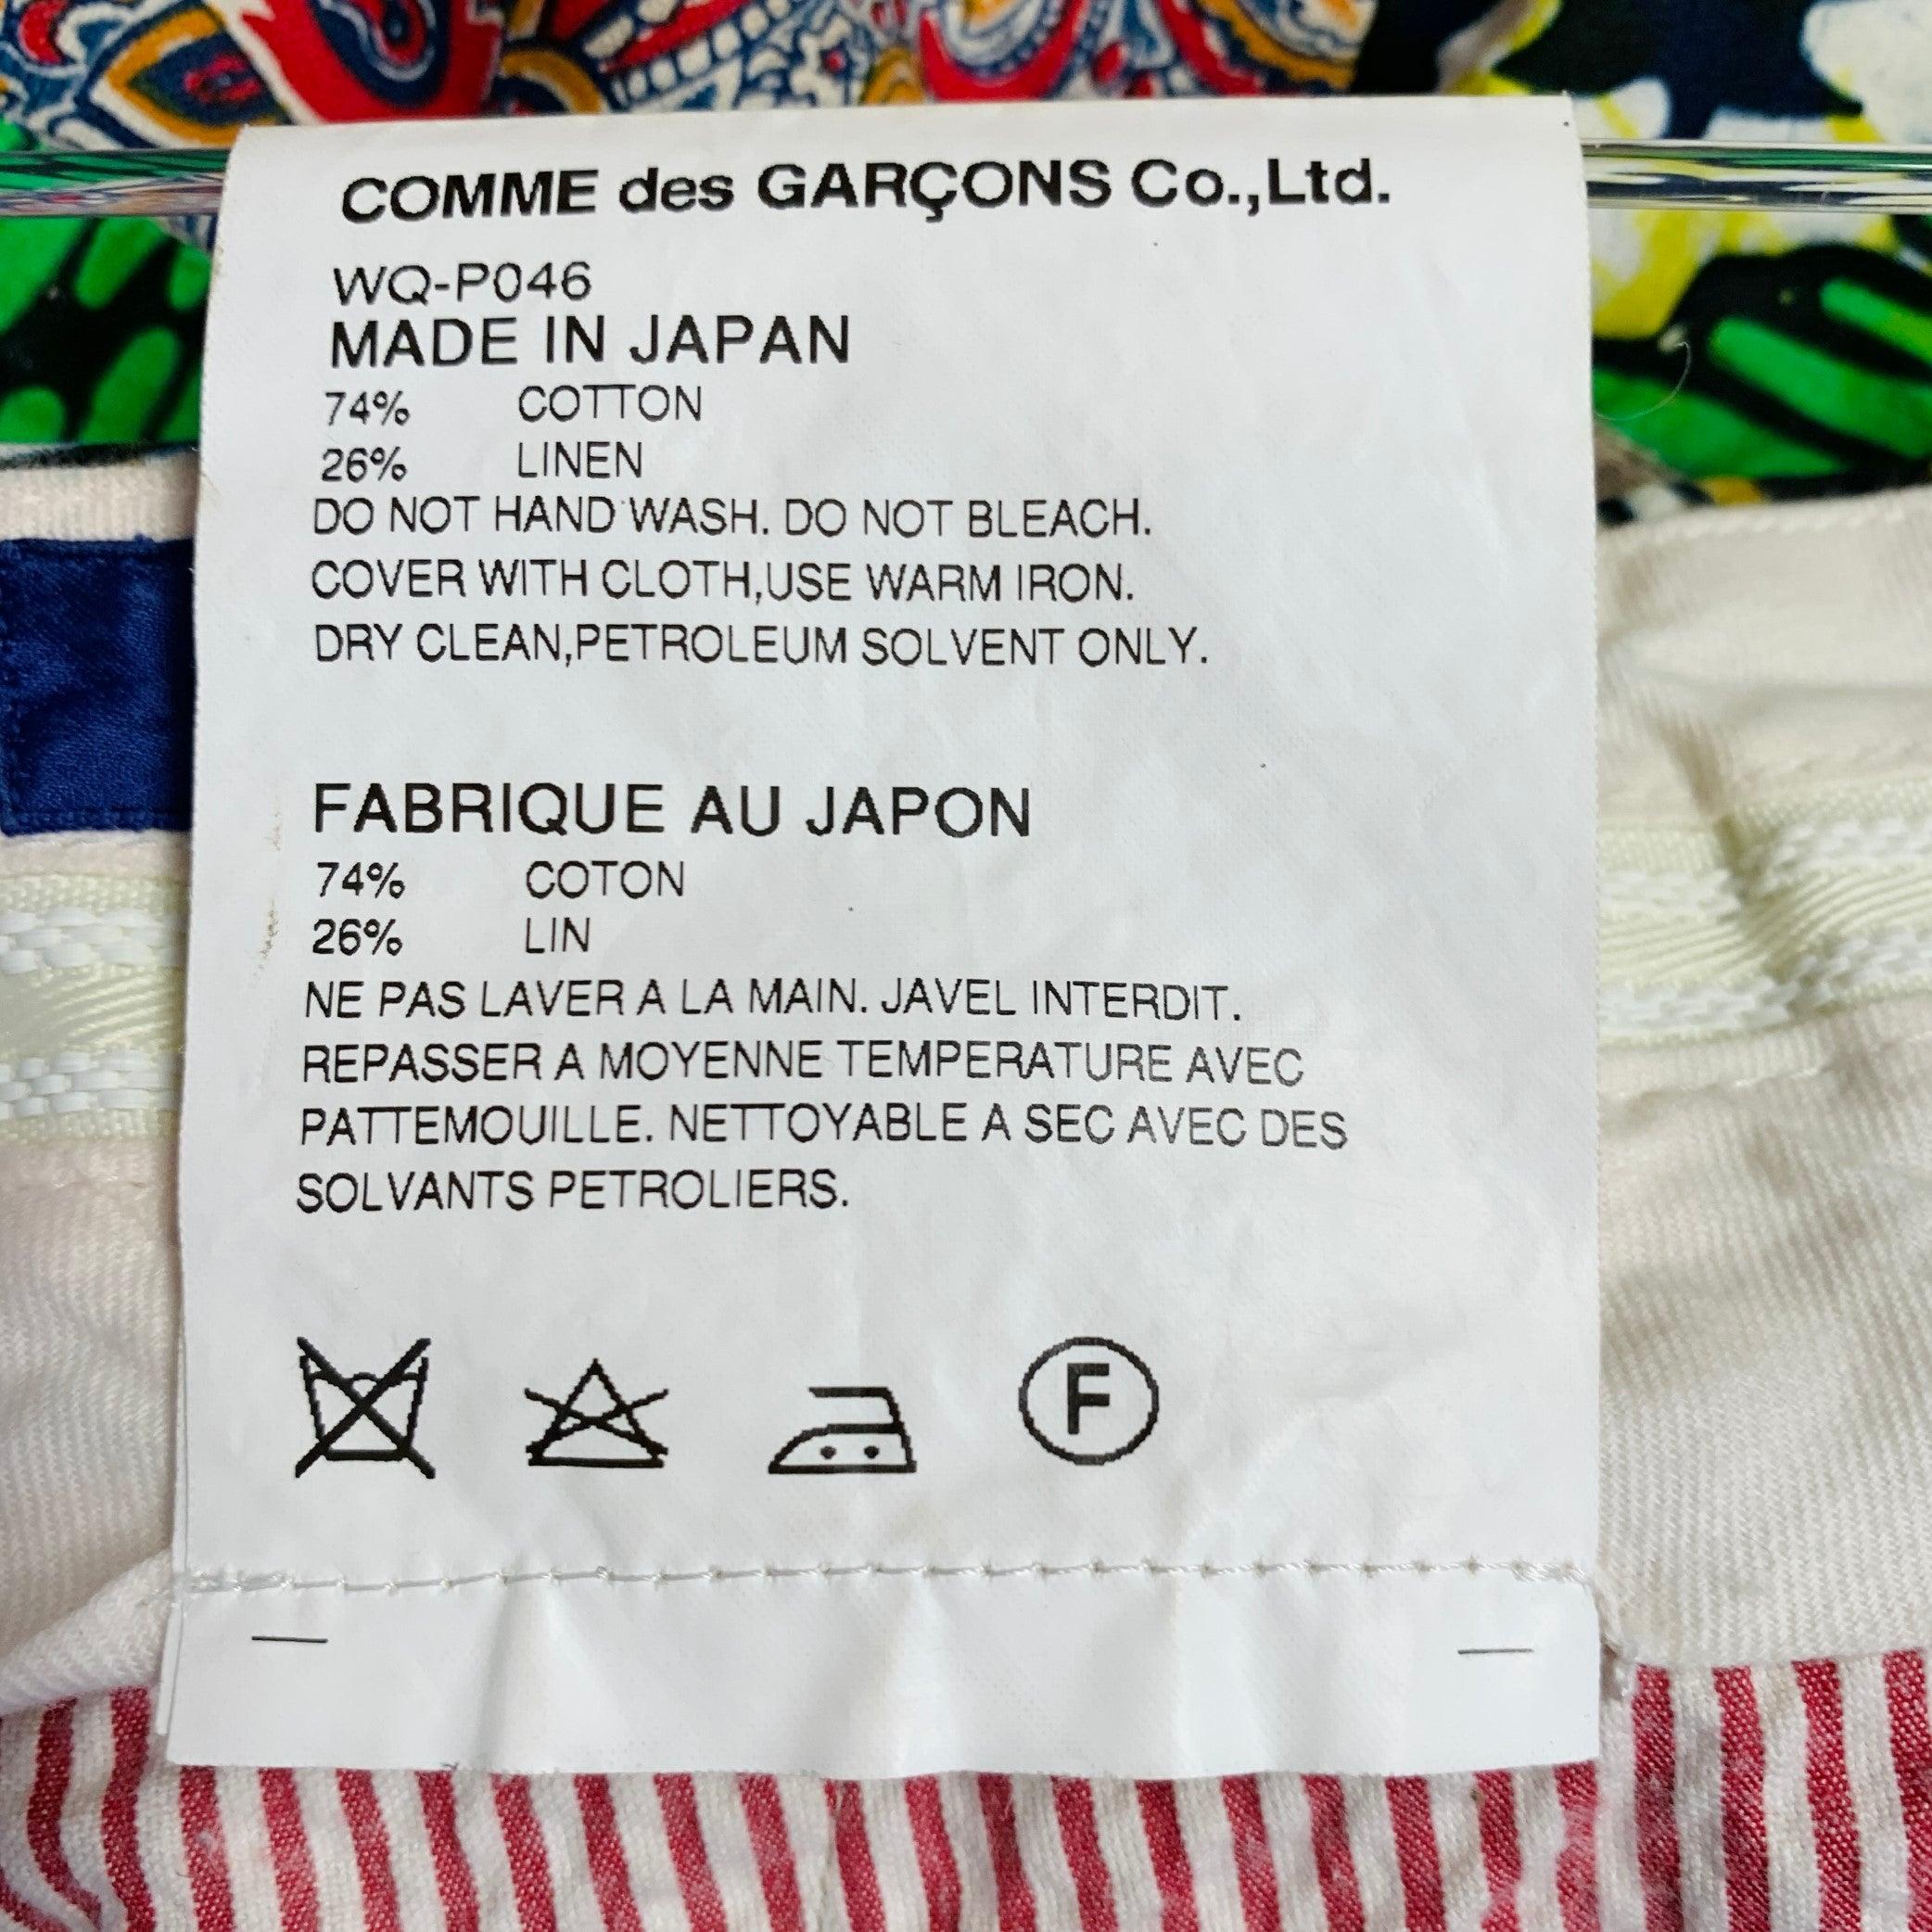 COMME des GARÇONS Co.,Ltd.
WQ-P046
MADE IN JAPAN
74% COTTON
26% LINEN
DO NOT HAND WASH. DO NOT BLEACH.
COVER WITH CLOTH,USE WARM IRON.
DRY CLEAN,PETROLEUM SOLVENT ONLY.
FABRIQUE AU JAPON
74% COTON
26% LIN
NE PAS LAVER A LA MAIN. JAVEL INTERDIT.
REPASSER A MOYENNE TEMPERATURE AVEC
PATTEMOUILLE. NETTOYABLE A SEC AVEC DES
SOLVANTS PETROLIERS.
F